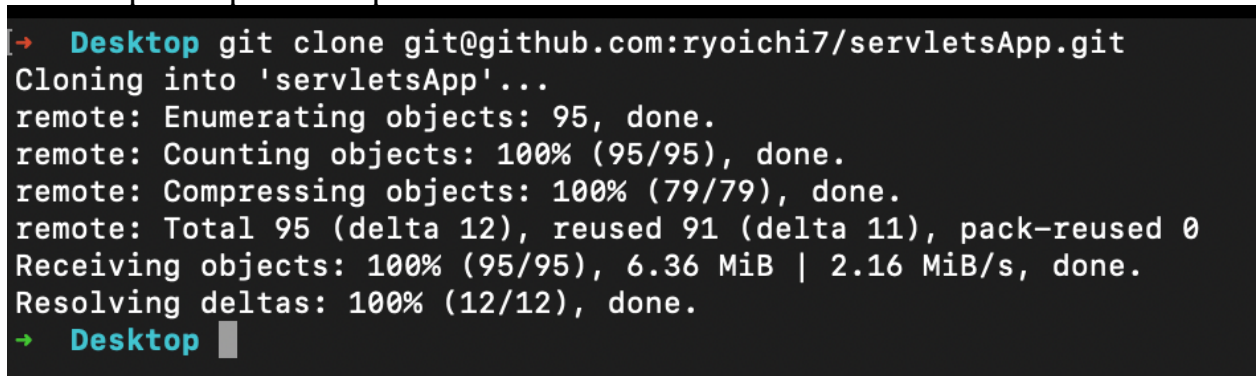 → Desktop git clone git@github.com:ryoichi7/servletsApp.git
Cloning into 'servletsApp'...
remote: Enumerating objects: 95, done.
remote: Counting objects: 100% (95/95), done.
remote: Compressing objects: 100% (79/79), done.
remote: Total 95 (delta 12), reused 91 (delta 11), pack-reused 0
Receiving objects: 100% (95/95), 6.36 MiB | 2.16 MiB/s, done.
Resolving deltas: 100% (12/12), done.
→ Desktop